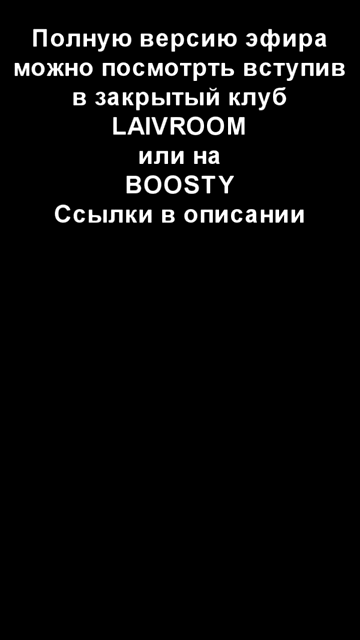 Полную версию эфира
можно посмотрть вступив
в закрытый клуб
LAIVROOM
или на
BOOSTY
Ссылки в описании